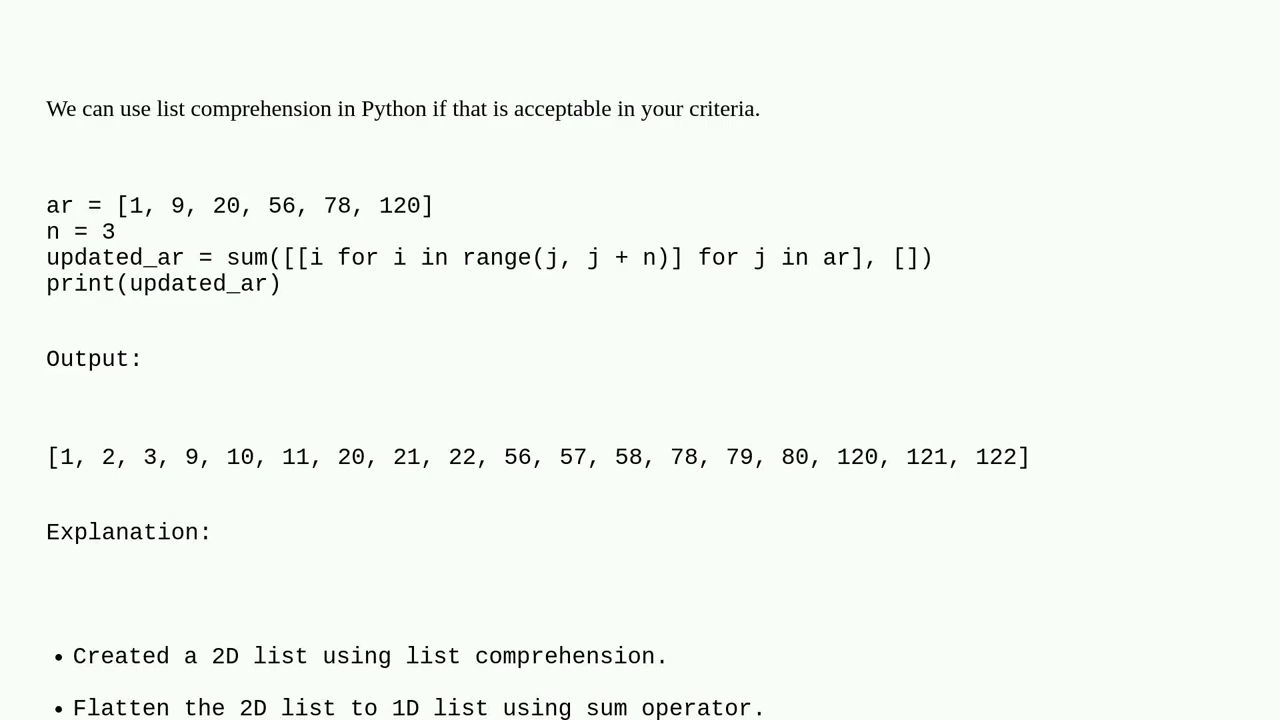 We can use list comprehension in Python if that is acceptable in your criteria.
ar = [1, 9, 20, 56, 78, 120]
n = 3
updated_ar = sum([[i for i in range(j, j + n)] for j in ar], [])
print(updated_ar)
Output:
[1, 2, 3, 9, 10, 11, 20, 21, 22, 56, 57, 58, 78, 79, 80, 120, 121, 122]
Explanation:
• Created a 2D list using list comprehension.
• Flatten the 2D list to 1D list using sum operator.